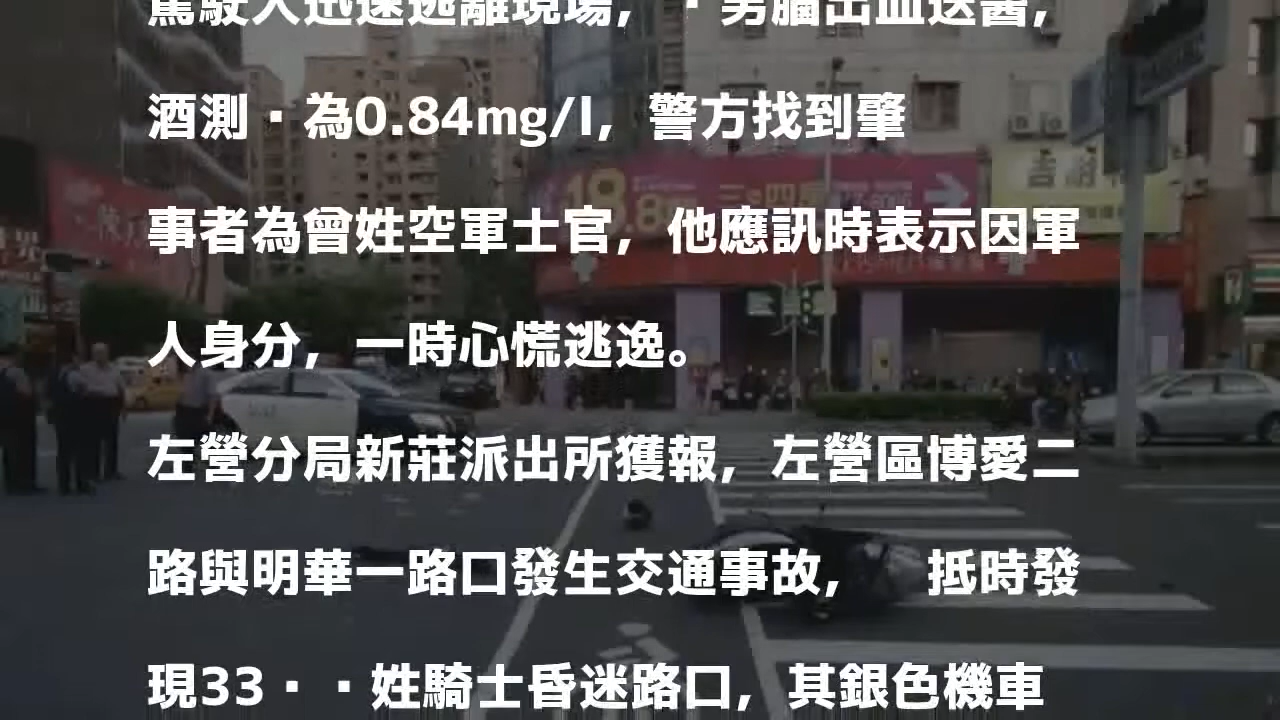 駕駛人迅速逃離現場，·男腦出血送醫，
酒測·為0.84mg/l，警方找到肇
事者為曾姓空軍士官，他應訊時表示因軍
人身分，一時心慌逃逸。
左營分局新莊派出所獲報，左營區博愛二
路與明華一路口發生交通事故， 抵時發
現33··姓騎士昏迷路口，其銀色機車
18.8
三
四房